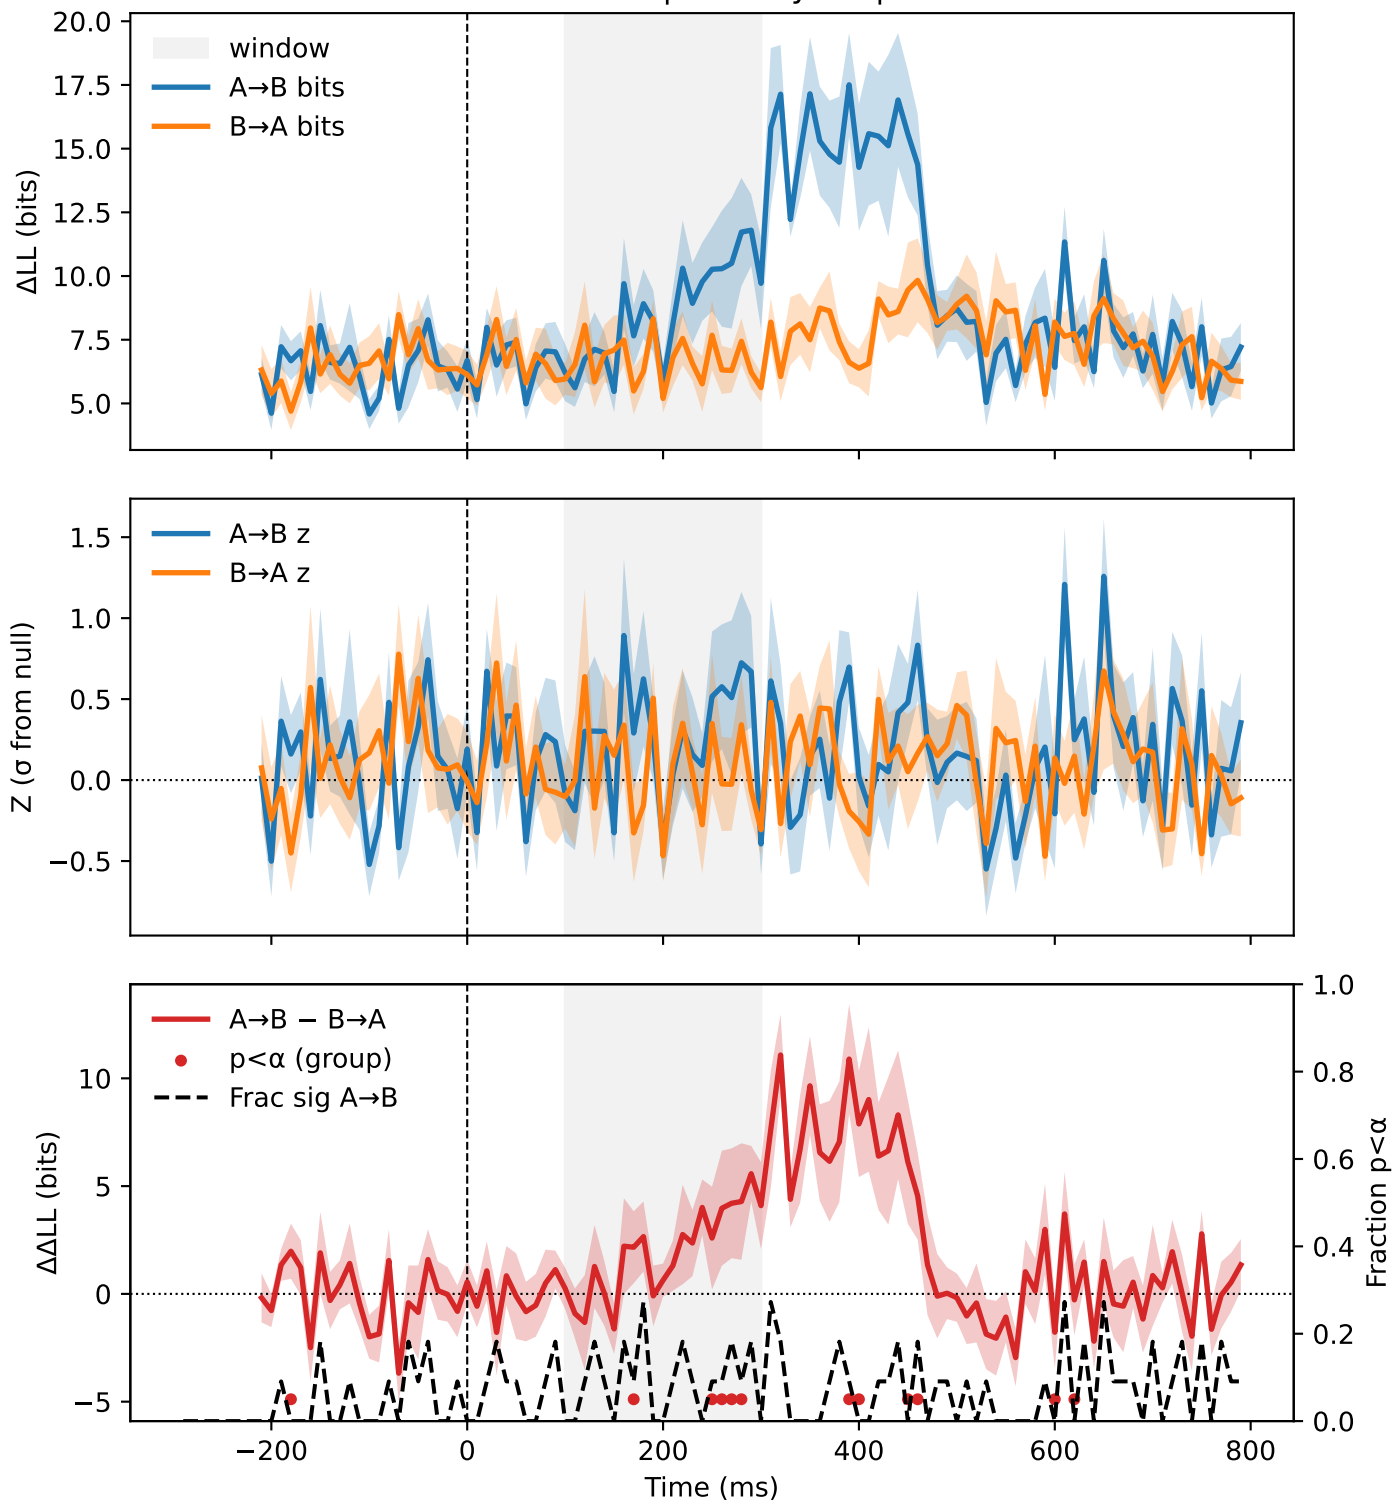 20.0
17.5
15.0
12.5
10.0
7.5
5.0
ΔLL (bits)
window
A→B bits
B→A bits
1.5
1.0
0.5
0.0
−0.5
Z (σ from null)
A→B z
B→A z
10
5
0
−5
ΔΔLL (bits)
A→B − B→A
p<α (group)
Frac sig A→B
1.0
0.8
0.6
0.4
0.2
0.0
Fraction p<α
−200 0 200 400 600 800
Time (ms)